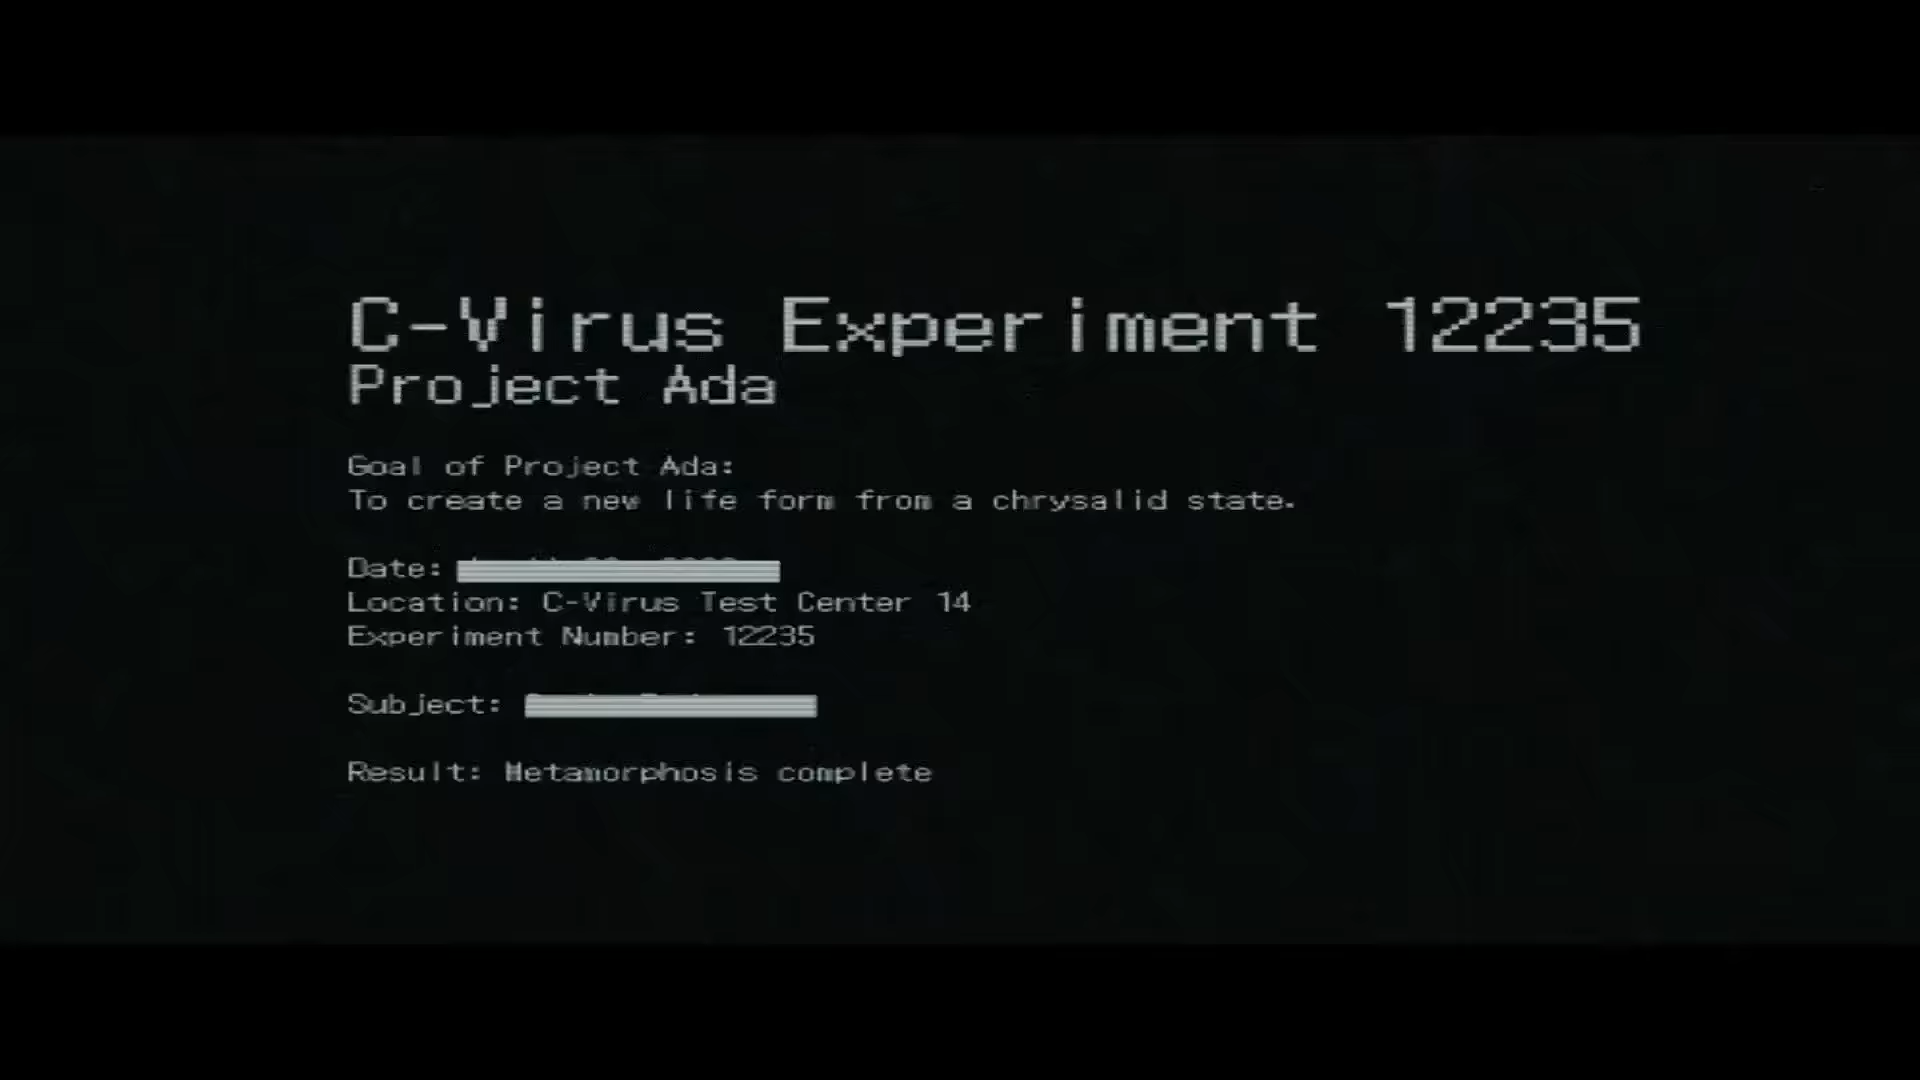 C-Virus Experiment 12235
Project Ada
Goal of Project Ada:
To create a new life form from a chrysalid state.
Date:
Location: C-Virus Test Center 14
Experiment Number: 12235
Subject:
Result: Metamorphosis complete